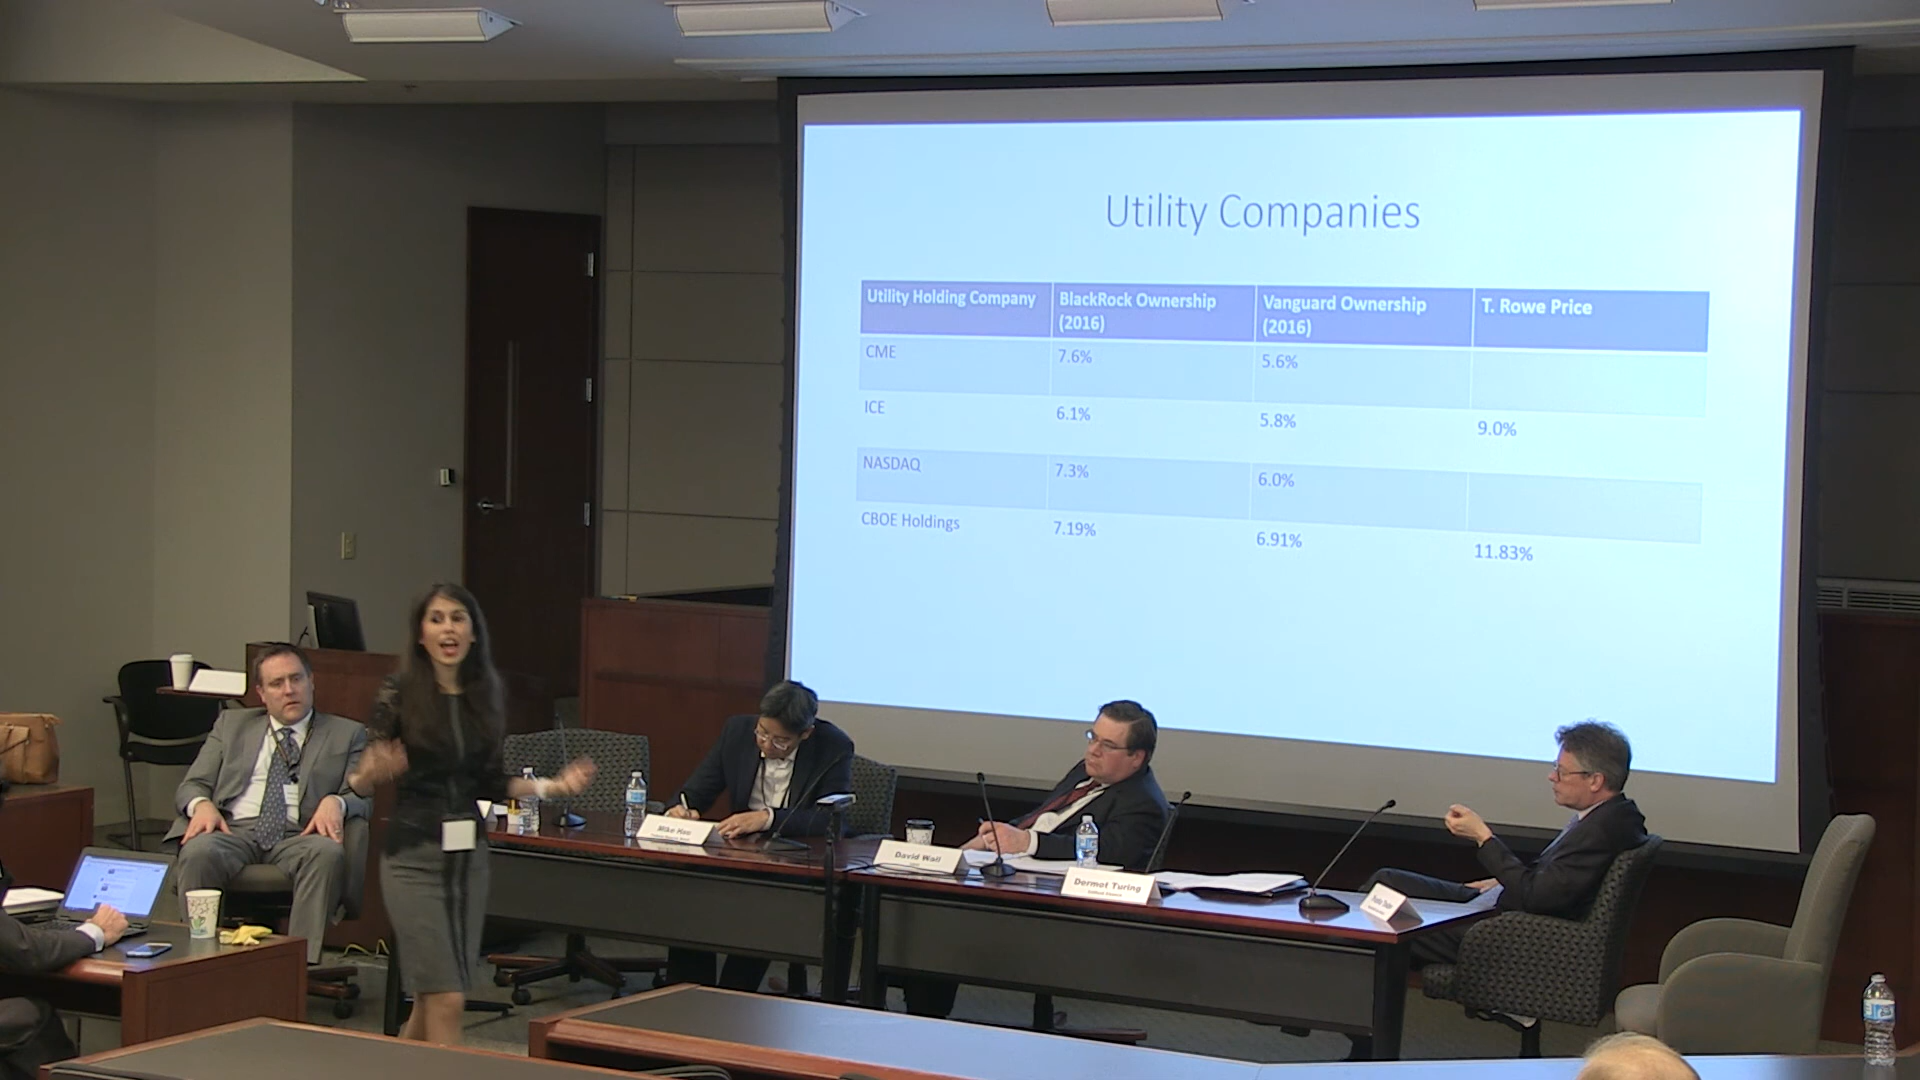 Utility Companies
Utility Holding Company
BlackRock Ownership
(2016)
Vanguard Ownership
(2016)
T. Rowe Price
CME
7.6%
5.6%
ICE
6.1%
5.8%
9.0%
NASDAQ
7.3%
6.0%
CBOE Holdings
7.19%
6.91%
11.83%
Mike Hsu
David Wall
Dermot Turing